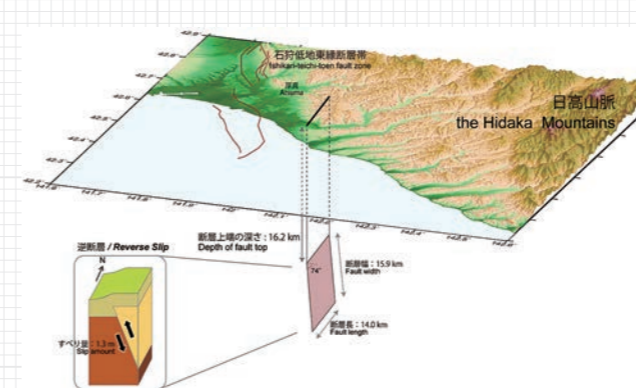 石狩低地東縁断層帯
Ishikari-teichi-toen fault zone
厚真
Atsuma
日高山脈
the Hidaka Mountains
断層上端の深さ：16.2 km
Depth of fault top
逆断層 / Reverse Slip
N
74°
断層幅：15.9 km
Fault width
すべり量：1.3 m
Slip amount
断層長：14.0 km
Fault length